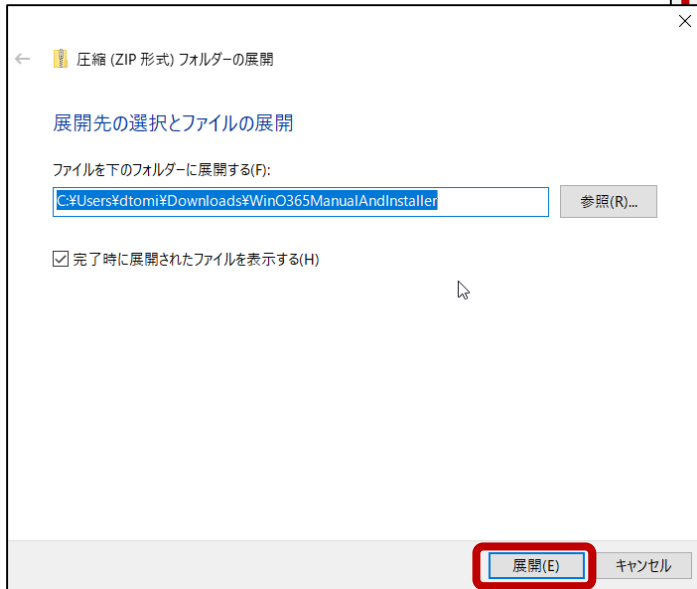 圧縮 (ZIP 形式) フォルダーの展開
展開先の選択とファイルの展開
ファイルを下のフォルダーに展開する(F):
C:¥Users¥dtomi¥Downloads¥WinO365ManualAndInstaller
参照(R)...
完了時に展開されたファイルを表示する(H)
展開(E)
キャンセル